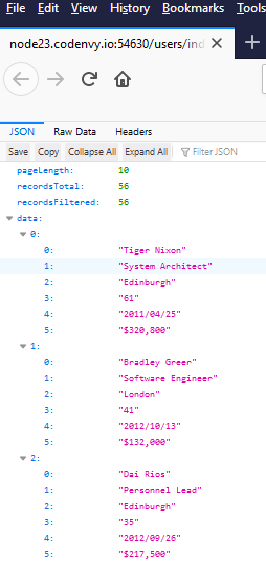 File Edit View History Bookmarks Tools
node23.codenvy.io:54630/users/ind
JSON Raw Data Headers
Save Copy Collapse All Expand All Filter JSON
pageLength: 10
recordsTotal: 56
recordsFiltered: 56
data:
0:
0: "Tiger Nixon"
1: "System Architect"
2: "Edinburgh"
3: "61"
4: "2011/04/25"
5: "$320,800"
1:
0: "Bradley Greer"
1: "Software Engineer"
2: "London"
3: "41"
4: "2012/10/13"
5: "$132,000"
2:
0: "Dai Rios"
1: "Personnel Lead"
2: "Edinburgh"
3: "35"
4: "2012/09/26"
5: "$217,500"